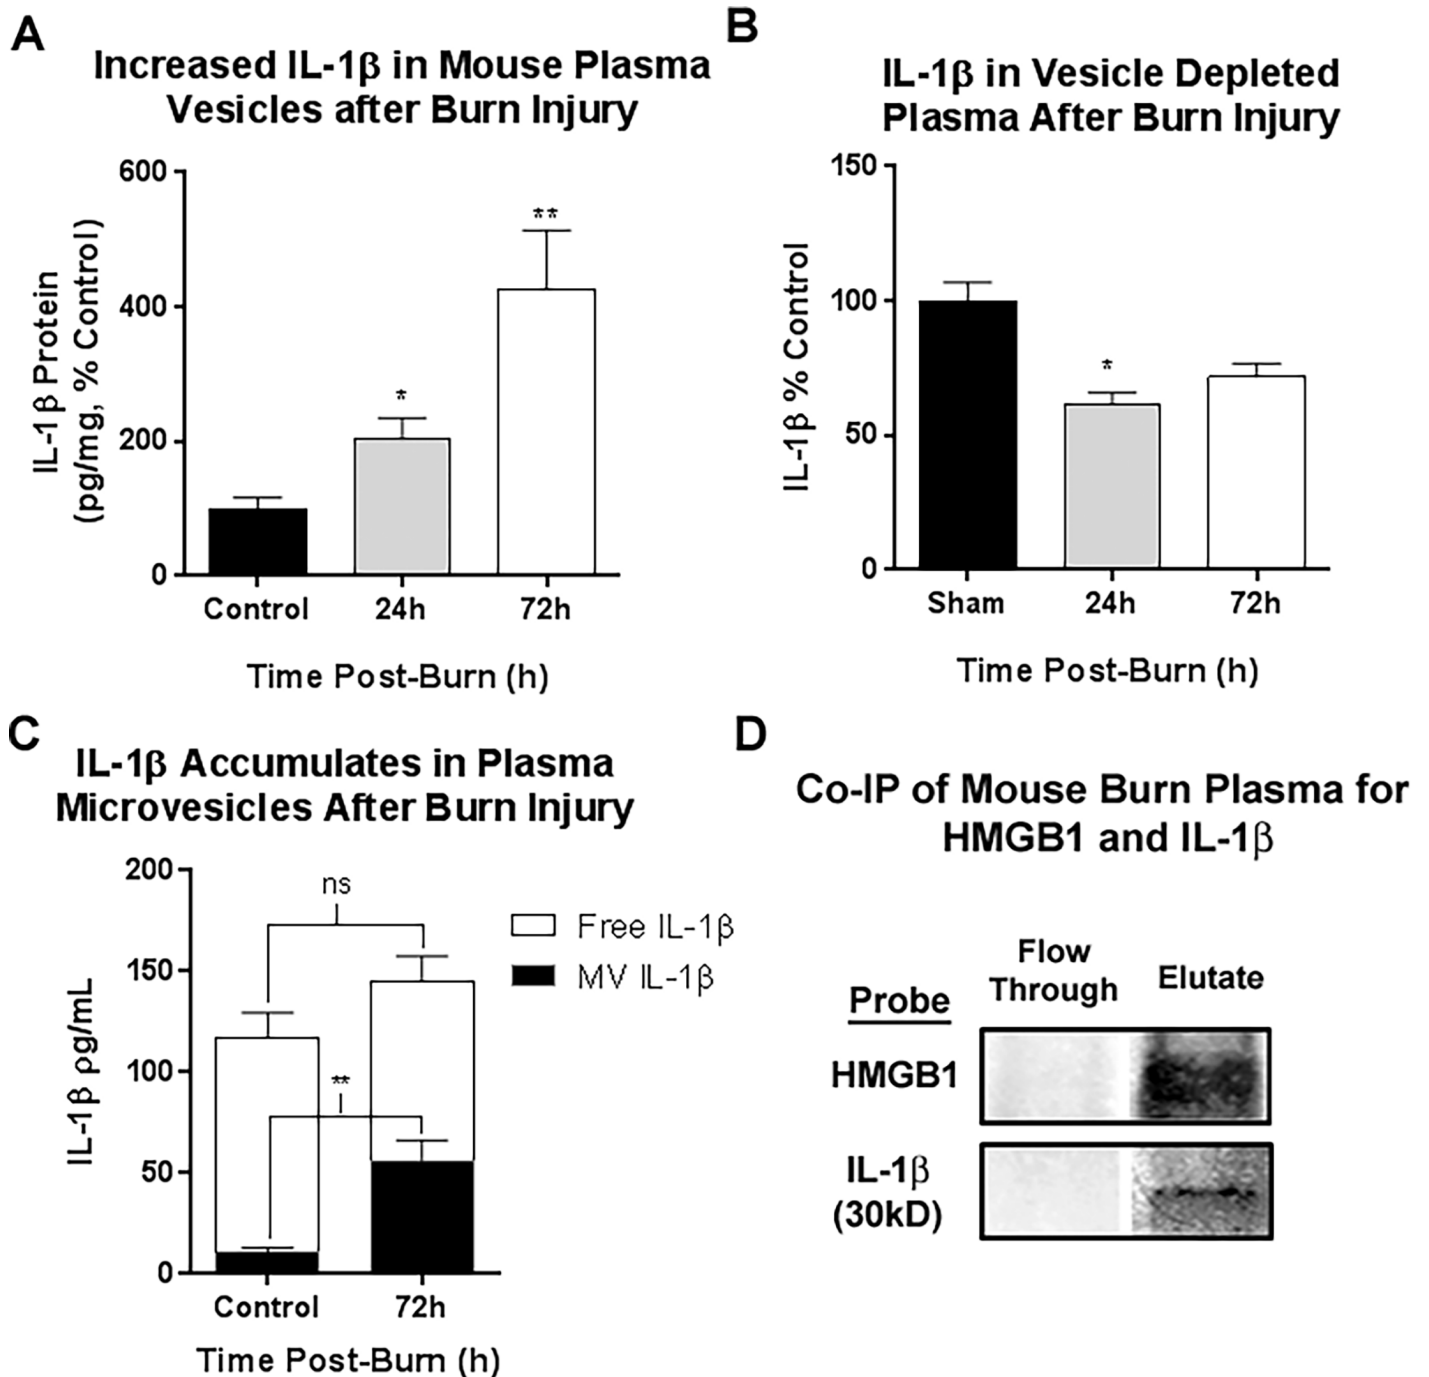 A
Increased IL-1β in Mouse Plasma
Vesicles after Burn Injury
IL-1β Protein
(pg/mg, % Control)
600
400
200
0
*
**
Control 24h 72h
Time Post-Burn (h)
B
IL-1β in Vesicle Depleted
Plasma After Burn Injury
IL-1β % Control
150
100
50
0
*
Sham 24h 72h
Time Post-Burn (h)
C
IL-1β Accumulates in Plasma
Microvesicles After Burn Injury
IL-1β ρg/mL
200
150
100
50
0
ns
**
Free IL-1β
MV IL-1β
Control 72h
Time Post-Burn (h)
D
Co-IP of Mouse Burn Plasma for
HMGB1 and IL-1β
Probe
Flow
Through
Elutate
HMGB1
IL-1β
(30kD)